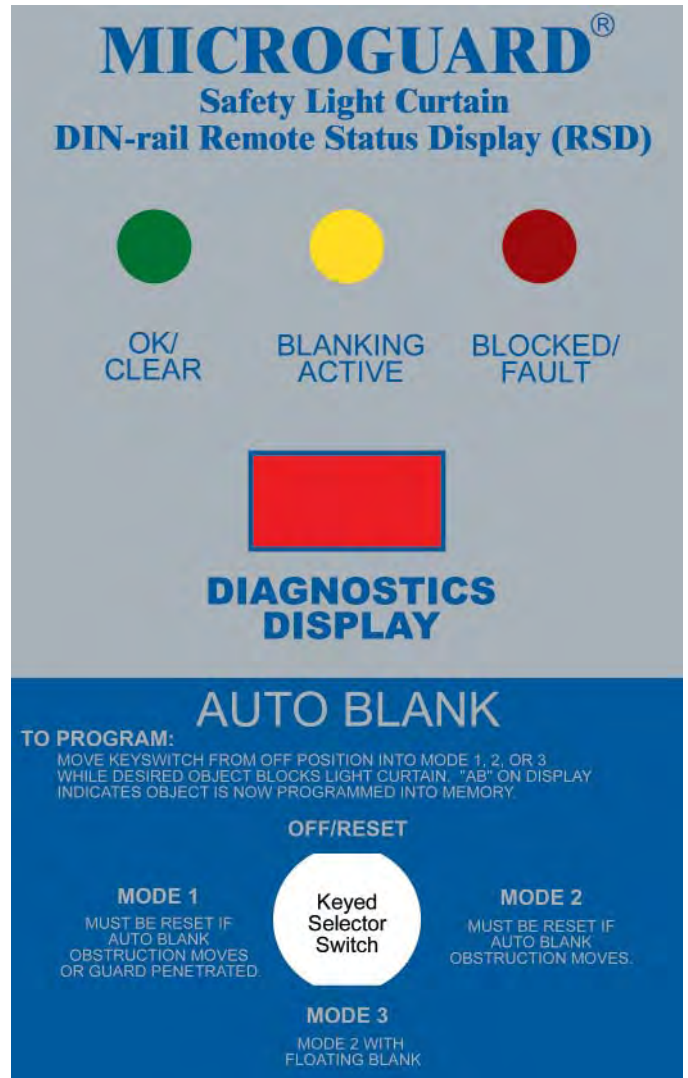 MICROGUARD®
Safety Light Curtain
DIN-rail Remote Status Display (RSD)
OK/
CLEAR
BLANKING
ACTIVE
BLOCKED/
FAULT
DIAGNOSTICS
DISPLAY
AUTO BLANK
TO PROGRAM:
MOVE KEYSWITCH FROM OFF POSITION INTO MODE 1, 2, OR 3
WHILE DESIRED OBJECT BLOCKS LIGHT CURTAIN. "AB" ON DISPLAY
INDICATES OBJECT IS NOW PROGRAMMED INTO MEMORY.
OFF/RESET
MODE 1
MUST BE RESET IF
AUTO BLANK
OBSTRUCTION MOVES
OR GUARD PENETRATED.
Keyed
Selector
Switch
MODE 2
MUST BE RESET IF
AUTO BLANK
OBSTRUCTION MOVES.
MODE 3
MODE 2 WITH
FLOATING BLANK